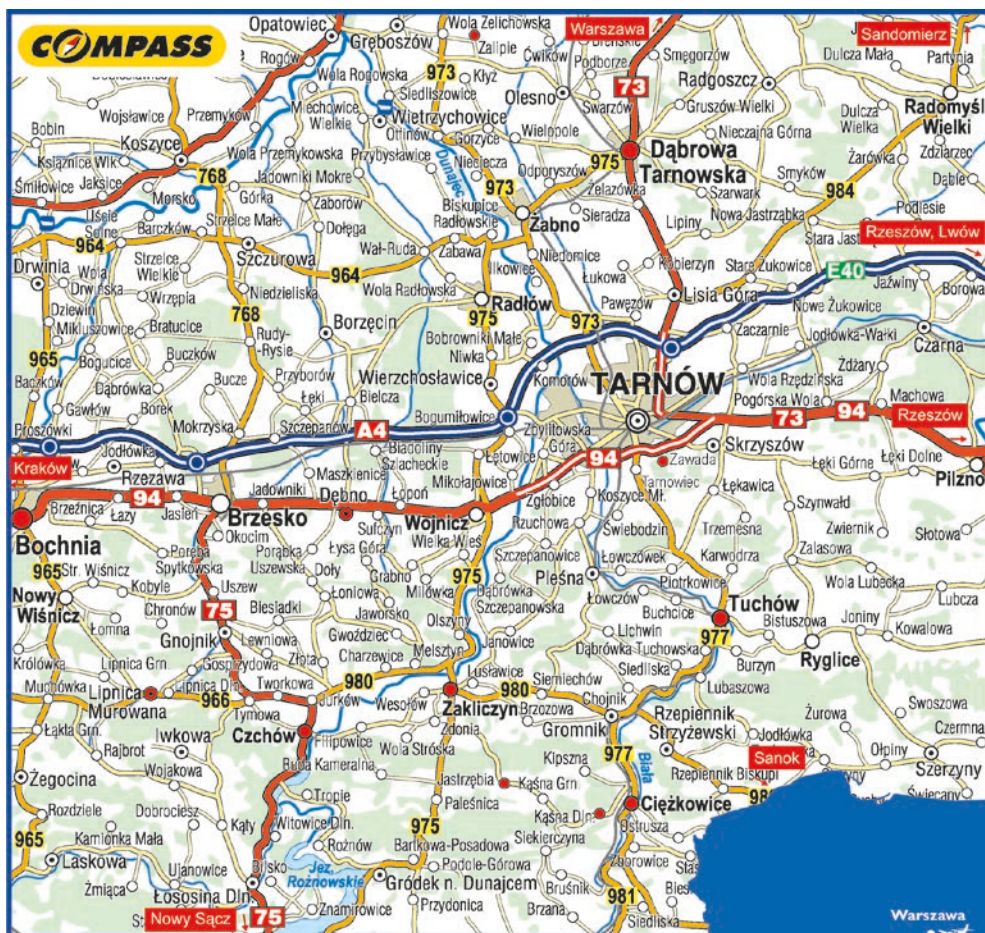 COMPASS
Opatowiec
Gręboszów
Wola Żelichowska
Zalipie
Ćwików
Warszawa
Podborze
Smęgorzów
Sandomierz
Dulcza Mała
Partynia
Rogów
Wola Rogowska
973
Kłyż
Siedliszowice
Olesno
Swarzów
73
Radgoszcz
Gruszów Wielki
Radomyśl
Wielki
Wojsławice
Przemyków
Miechowice
Wielkie
Wietrzychowice
Otfinów
Gorzyce
Wielopole
Nieczajna Górna
Dulcza
Wielka
Zdziarzec
Bobin
Koszyce
Książnice Wlk.
Wola Przemykowska
Przybysławice
Dunajec
Nieciecza
Odporyszów
975
Dąbrowa
Tarnowska
Żarówka
Śmiłowice
Jaksice
768
Jadowniki Mokre
973
Żelazówka
Smyków
984
Dąbie
Morsko
Górka
Zaborów
Biskupice
Radłowskie
Żabno
Sieradza
Szarwark
Nowa Jastrząbka
Podlesie
Uście
Solne
Strzelce Małe
Barczków
Dołęga
Lipiny
Stara Jast
Rzeszów, Lwów
964
Szczurowa
Wał-Ruda
Zabawa
Niedomice
Kobierzyn
Stare Żukowice
E40
Drwinia
Wola
Drwińska
Strzelce
Wielkie
964
Ilkowice
Łukowa
Jaźwiny
Borowa
Wrzępia
Niedzieliska
Wola Radłowska
Radłów
Pawęzów
Lisia Góra
Nowe Żukowice
Dziewin
Mikluszowice
Bratucice
768
Borzęcin
975
973
Zaczarnie
Jodłówka-Wałki
Czarna
965
Bogucice
Buczków
Rudy-
-Rysie
Bobrowniki Małe
Niwka
Żdżary
Baczków
Dąbrówka
Bucze
Przyborów
Wierzchosławice
Komorów
TARNÓW
Wola Rzędzińska
Gawłów
Borek
Łęki
Bielcza
Pogórska Wola
Machowa
Proszówki
Mokrzyska
Szczepanów
A4
Bogumiłowice
Zbylitowska
Góra
73
94
Rzeszów
Kraków
Jodłówka
Biadoliny
Szlacheckie
Łętowice
94
Skrzyszów
Rzezawa
Maszkienice
Mikołajowice
Zawada
Tarnowiec
Łęki Górne
Łęki Dolne
Pilzno
94
Jadowniki
Dębno
Łopoń
Zgłobice
Koszyce Mł.
Łękawica
Brzeźnica
Łazy
Jasień
Brzesko
Wojnicz
Rzuchowa
Szynwałd
Bochnia
Okocim
Sufczyn
Wielka Wieś
Świebodzin
Trzemesna
Zwiernik
Słotowa
965
Poręba
Spytkowska
Porąbka
Uszewska
Łysa Góra
Szczepanowice
Łowczówek
Karwodrza
Zalasowa
Str. Wiśnicz
Grabno
975
Pleśna
Piotrkowice
Wola Lubecka
Nowy
Wiśnicz
Kobyle
Uszew
Doły
Łoniowa
Milówka
Dąbrówka
Szczepanowska
Łowczów
Tuchów
Lubcza
Chronów
75
Biesiadki
Jaworsko
Buchcice
Bistuszowa
Joniny
Kowalowa
Łomna
Gnojnik
Lewniowa
Gwoździec
Olszyny
Janowice
Lichwin
977
Ryglice
Królówka
Lipnica Grn.
Gosprzydowa
Złota
Charzewice
Melsztyn
Dąbrówka Tuchowska
Burzyn
Muchówka
Lipnica Dln.
Tworkowa
980
Lusławice
Siemiechów
Siedliska
Lubaszowa
Lipnica
Murowana
966
Jurków
Wesołów
Zakliczyn
980
Chojnik
Swoszowa
Łąkta Grn.
Tymowa
Brzozowa
Gromnik
Rzepiennik
Strzyżewski
Żurowa
Czermna
Rajbrot
Iwkowa
Czchów
Filipowice
Wola Stróska
Zdonia
Jodłówka
Ołpiny
Wojakowa
Ruda Kameralna
Kipszna
977
Biała
Sanok
Szerzyny
Żegocina
Jastrzębia
Kąśna Grn.
Rzepiennik Biskupi
Święcany
Rozdziele
Dobrociesz
Tropie
Paleśnica
Kąśna Dln.
Ciężkowice
Kąty
Witowice Dln.
975
Ostrusza
965
Kamionka Mała
Rożnów
Bartkowa-Posadowa
Siekierczyna
Laskowa
Ujanowice
Bilsko
Jez.
Rożnowskie
Podole-Górowa
Zborowice
Żmiąca
Łososina Dln.
Gródek n. Dunajcem
Bruśnik
981
Nowy Sącz
75
Znamirowice
Przydonica
Brzana
Siedliska
Warszawa